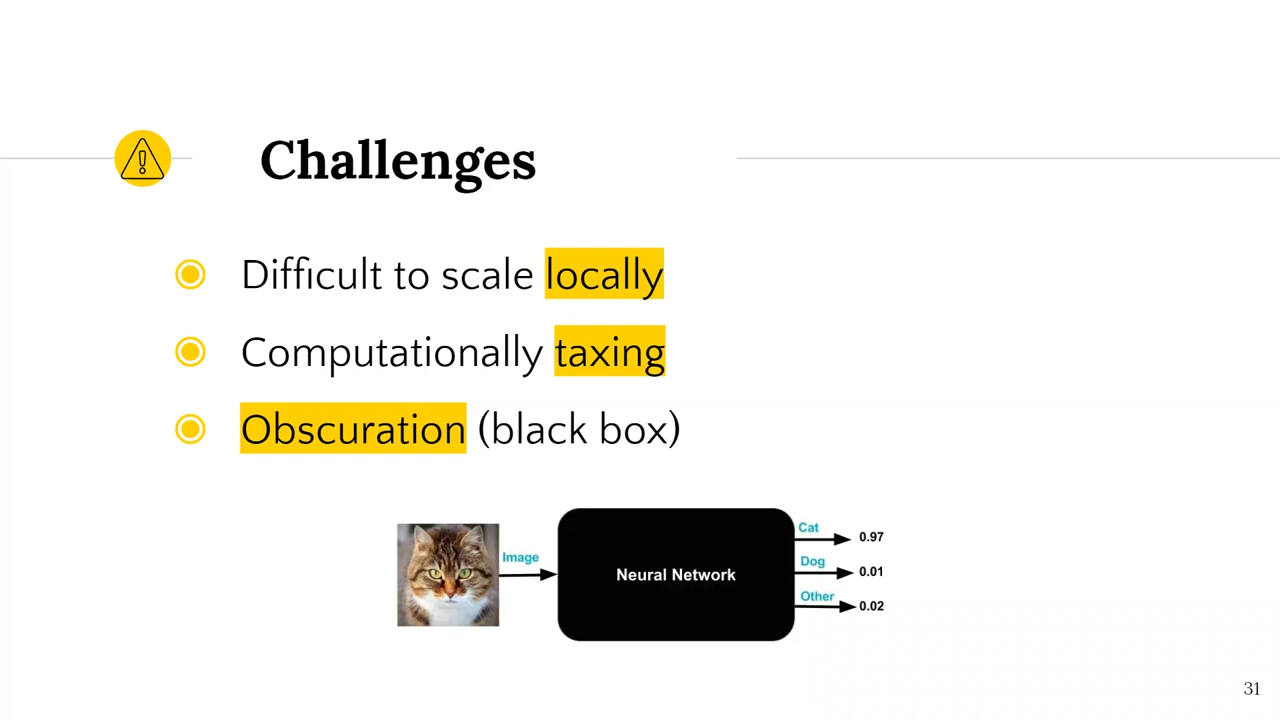 Challenges
Difficult to scale locally
Computationally taxing
Obscuration (black box)
Image
Neural Network
Cat
0.97
Dog
0.01
Other
0.02
31